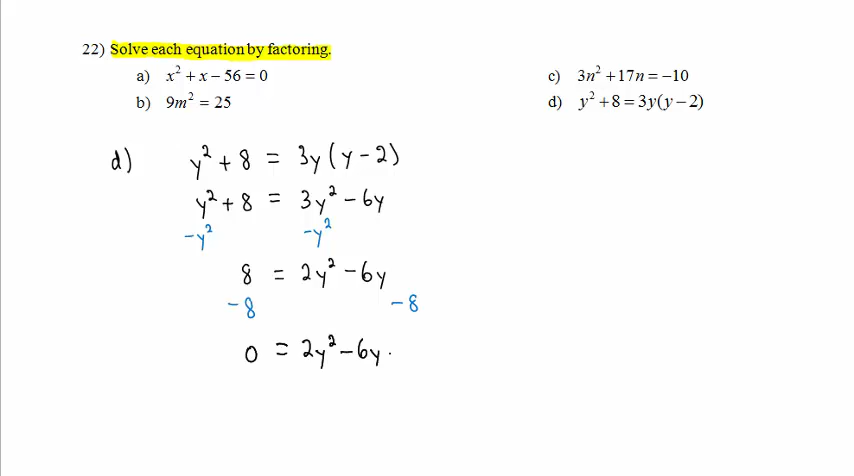 22) Solve each equation by factoring.
a) x² + x − 56 = 0
c) 3n² + 17n = −10
b) 9m² = 25
d) y² + 8 = 3y(y − 2)
d) y² + 8 = 3y(y − 2)
y² + 8 = 3y² − 6y
−y² −y²
8 = 2y² − 6y
−8 −8
0 = 2y² − 6y